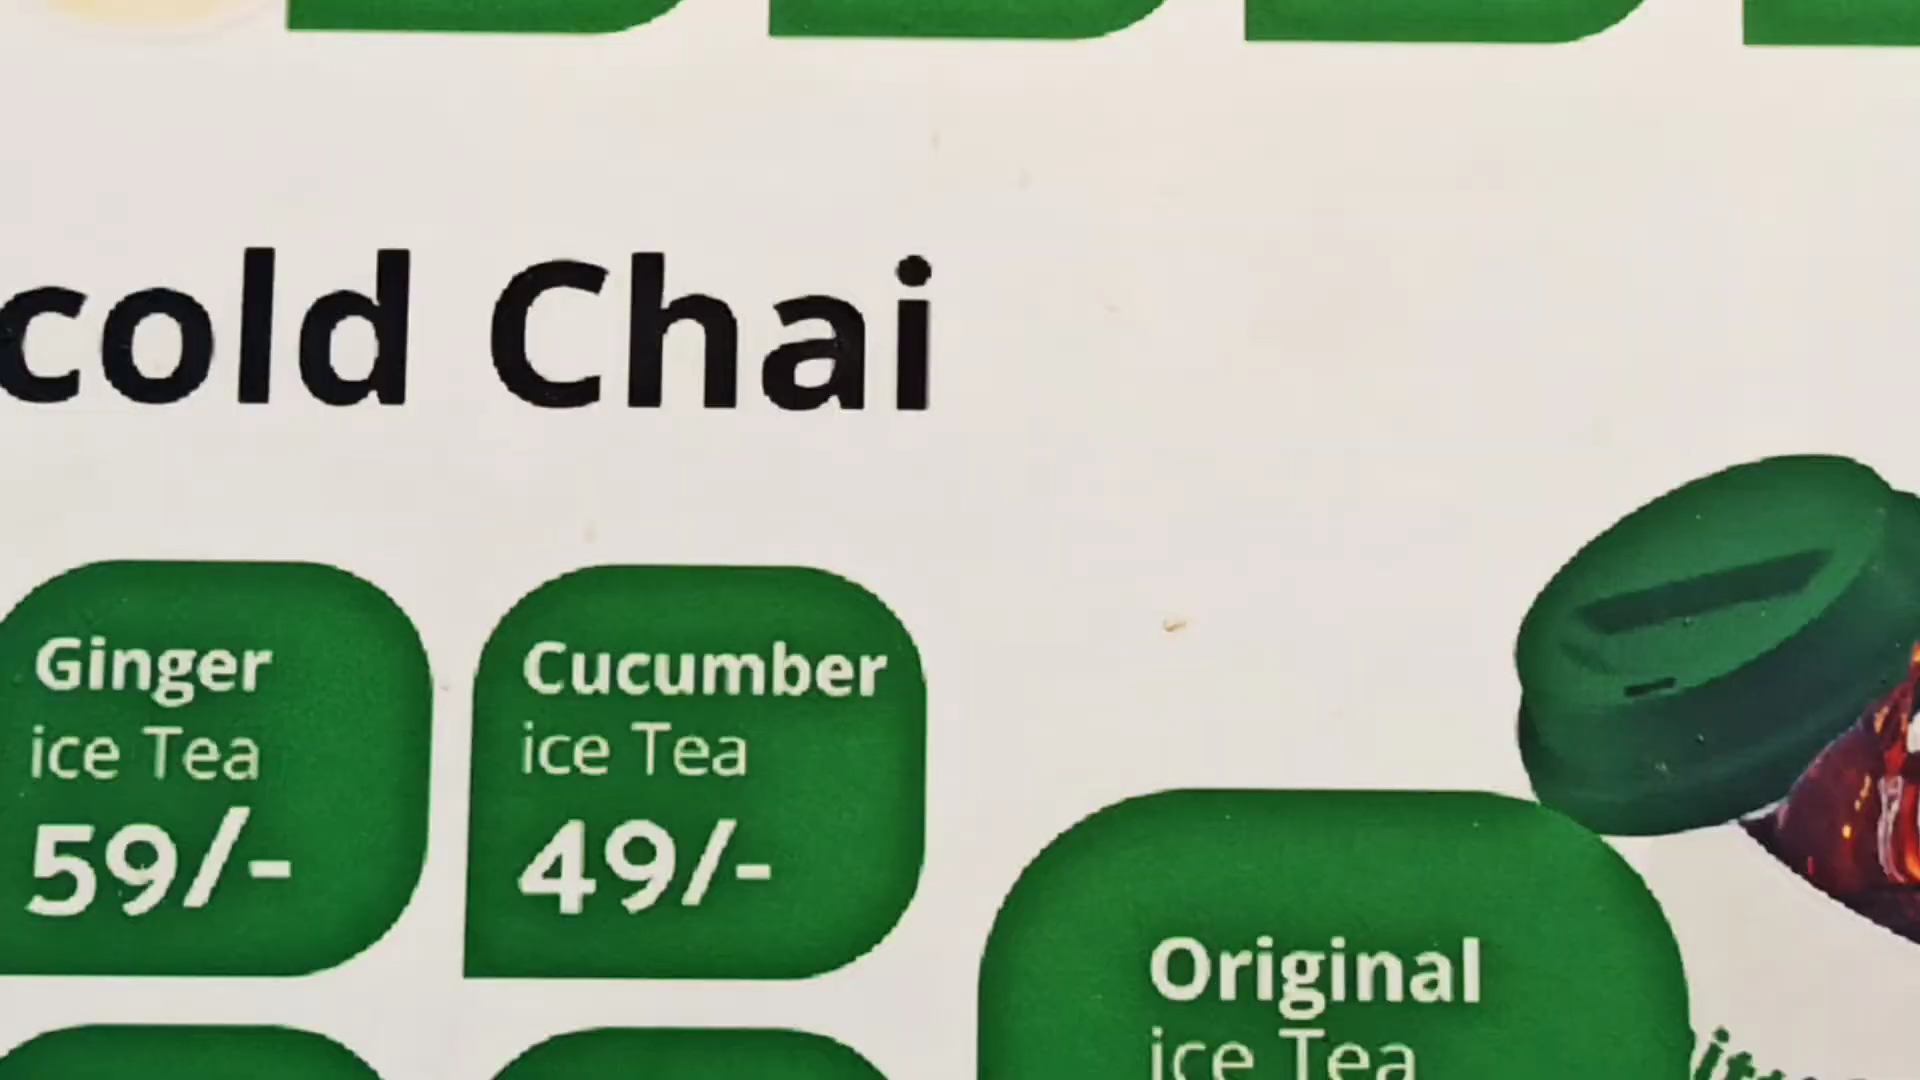 cold Chai
Ginger
ice Tea
59/-
Cucumber
ice Tea
49/-
Original
ice Tea